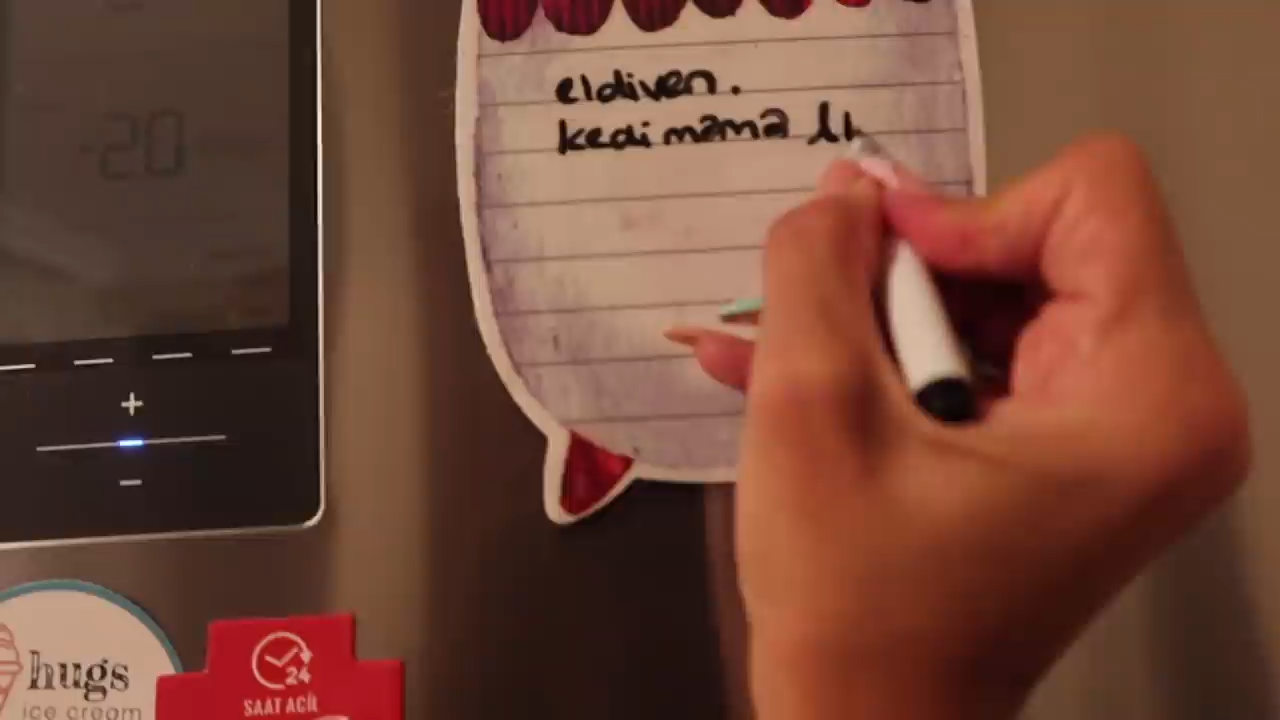 -20
eldiven.
kedi mama
+
-
hugs
ice cream
24
SAAT ACİL